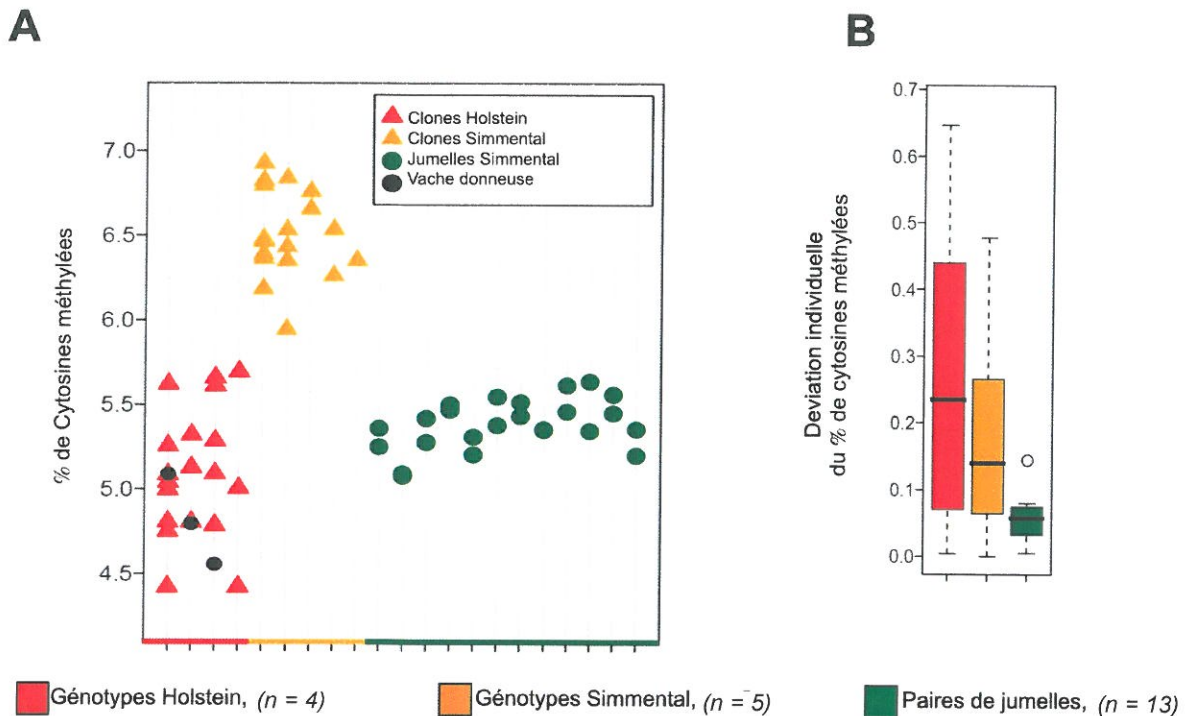 A
B
% de Cytosines méthylées
7.0
6.5
6.0
5.5
5.0
4.5
Clones Holstein
Clones Simmental
Jumelles Simmental
Vache donneuse
Deviation individuelle
du % de cytosines méthylées
0.7
0.6
0.5
0.4
0.3
0.2
0.1
0.0
Génotypes Holstein, (n = 4)
Génotypes Simmental, (n = 5)
Paires de jumelles, (n = 13)